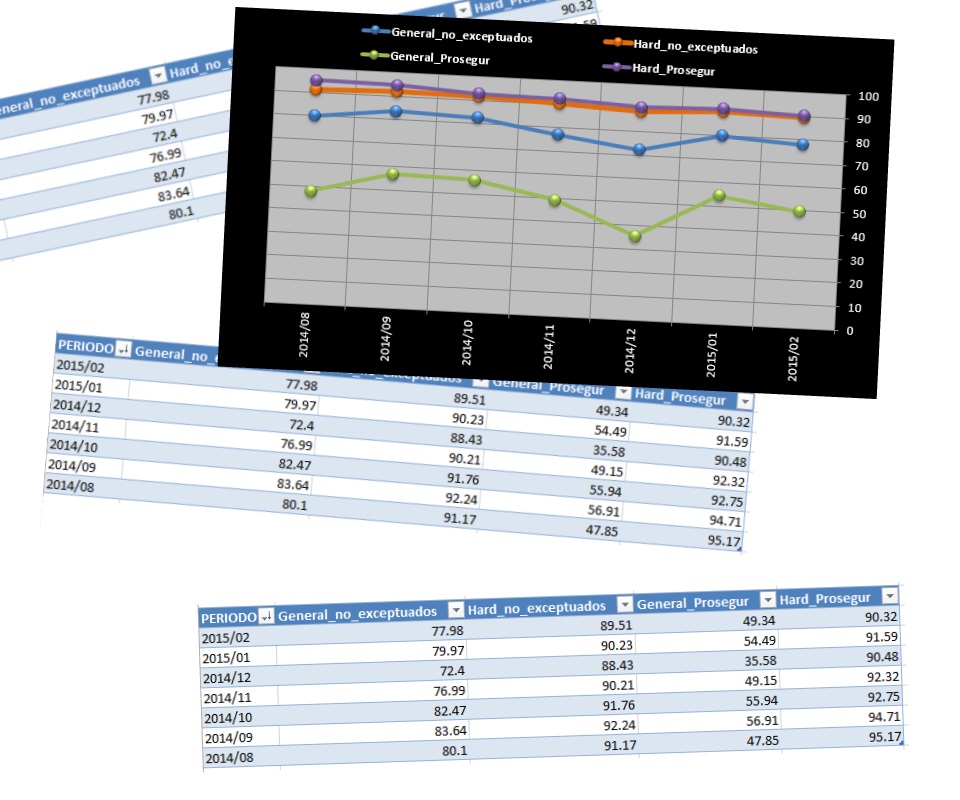 Hard_Pros
90.32
General_no_exceptuados Hard_no_e
77.98
79.97
72.4
76.99
82.47
83.64
80.1
General_no_exceptuados Hard_no_exceptuados
General_Prosegur Hard_Prosegur
100
90
80
70
60
50
40
30
20
10
0
2014/08 2014/09 2014/10 2014/11 2014/12 2015/01 2015/02
PERIODO General_no_e no_exceptuados General_Prosegur Hard_Prosegur
2015/02 77.98 89.51 49.34 90.32
2015/01 79.97 90.23 54.49 91.59
2014/12 72.4 88.43 35.58 90.48
2014/11 76.99 90.21 49.15 92.32
2014/10 82.47 91.76 55.94 92.75
2014/09 83.64 92.24 56.91 94.71
2014/08 80.1 91.17 47.85 95.17
PERIODO General_no_exceptuados Hard_no_exceptuados General_Prosegur Hard_Prosegur
2015/02 77.98 89.51 49.34 90.32
2015/01 79.97 90.23 54.49 91.59
2014/12 72.4 88.43 35.58 90.48
2014/11 76.99 90.21 49.15 92.32
2014/10 82.47 91.76 55.94 92.75
2014/09 83.64 92.24 56.91 94.71
2014/08 80.1 91.17 47.85 95.17